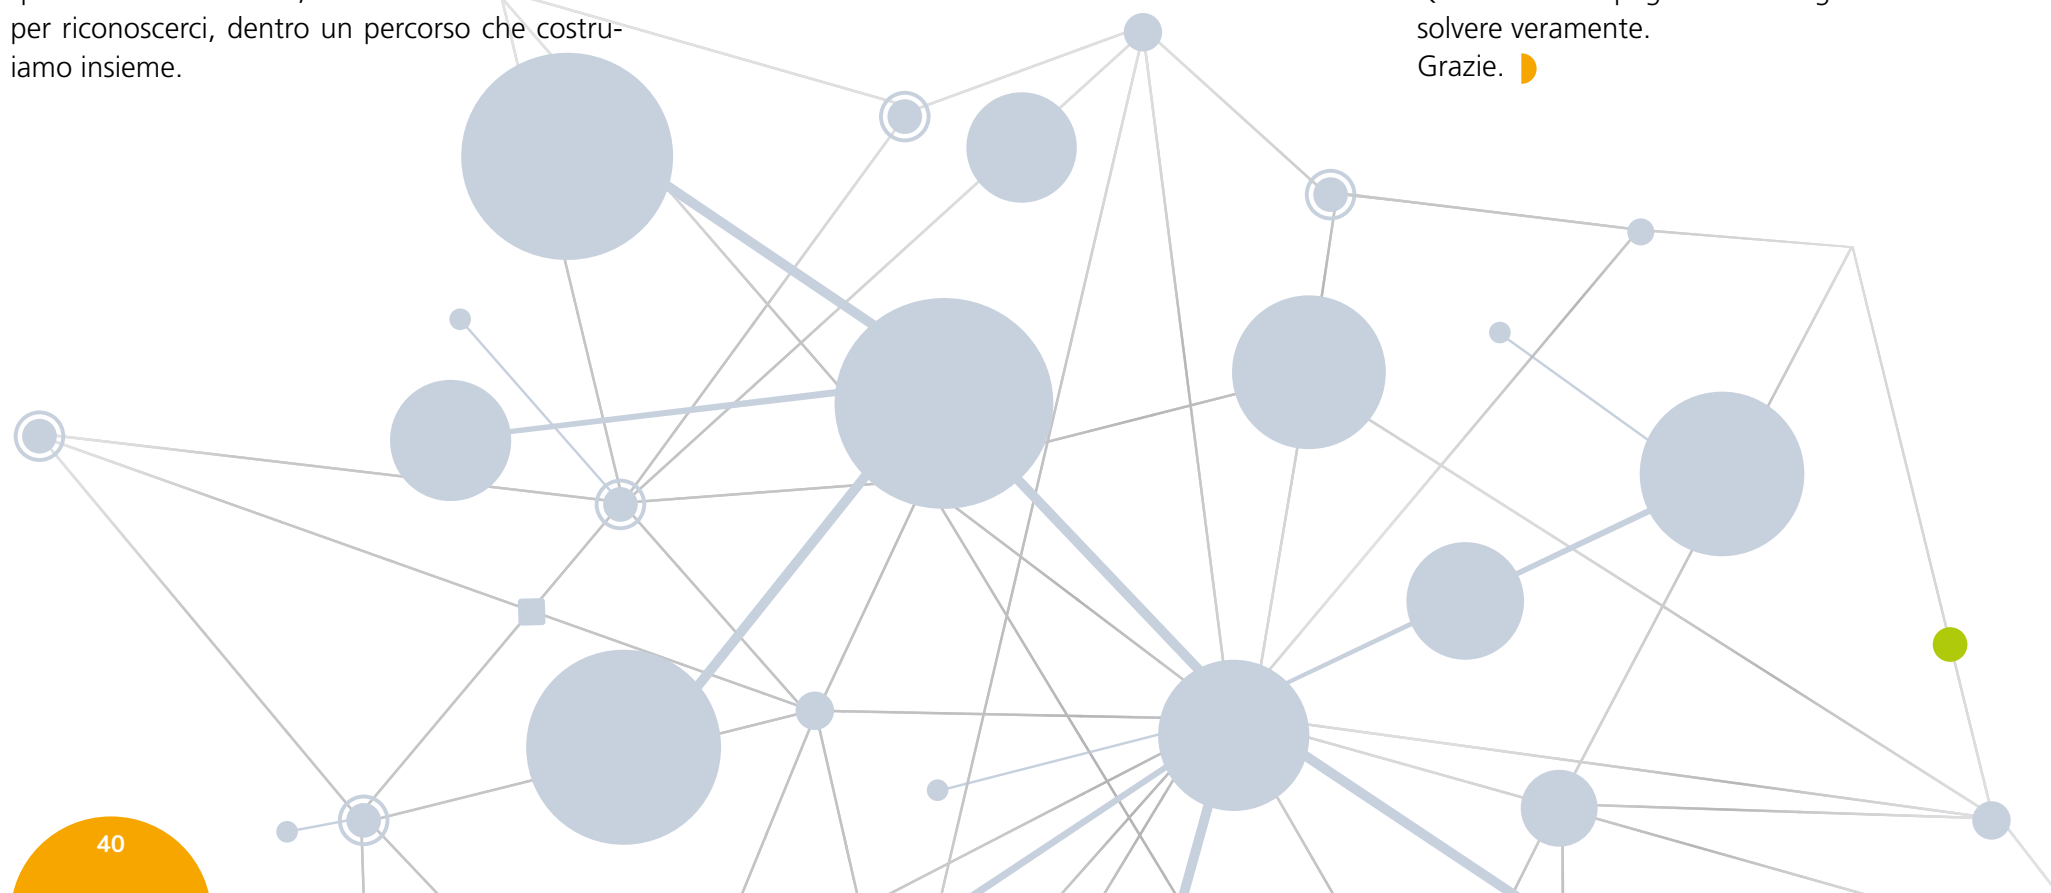 per riconoscerci, dentro un percorso che costru-
iamo insieme.
solvere veramente.
Grazie.
40